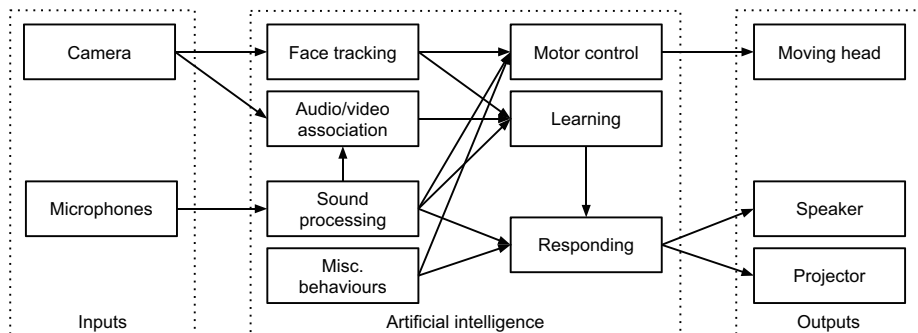 Camera
Face tracking
Motor control
Moving head
Audio/video
association
Learning
Microphones
Sound
processing
Responding
Speaker
Misc.
behaviours
Projector
Inputs
Artificial intelligence
Outputs